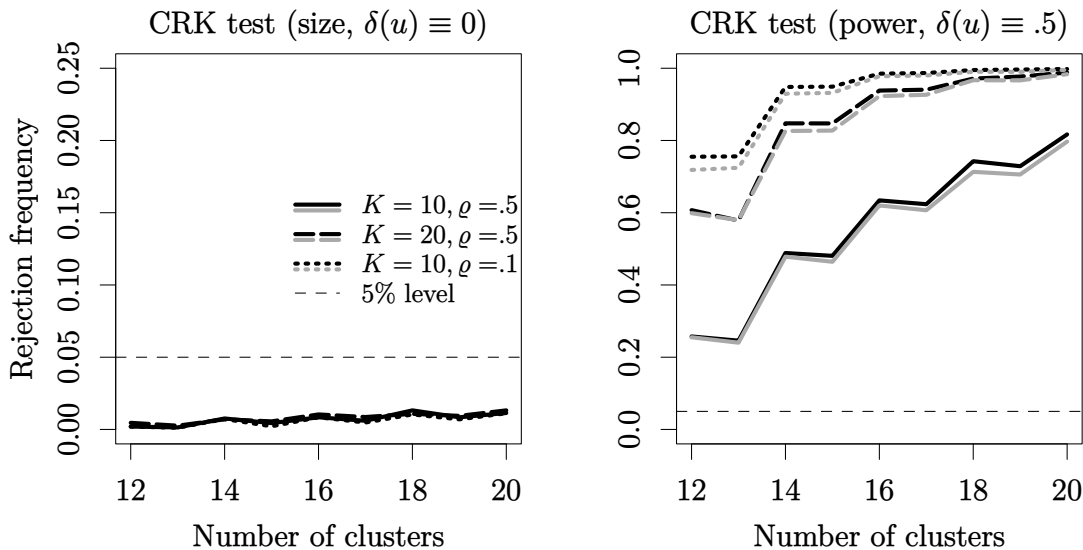 CRK test (size, δ(u) ≡ 0)
Rejection frequency
0.25
0.20
0.15
0.10
0.05
0.00
K = 10, ϱ =.5
K = 20, ϱ =.5
K = 10, ϱ =.1
5% level
12 14 16 18 20
Number of clusters
CRK test (power, δ(u) ≡ .5)
1.0
0.8
0.6
0.4
0.2
0.0
12 14 16 18 20
Number of clusters